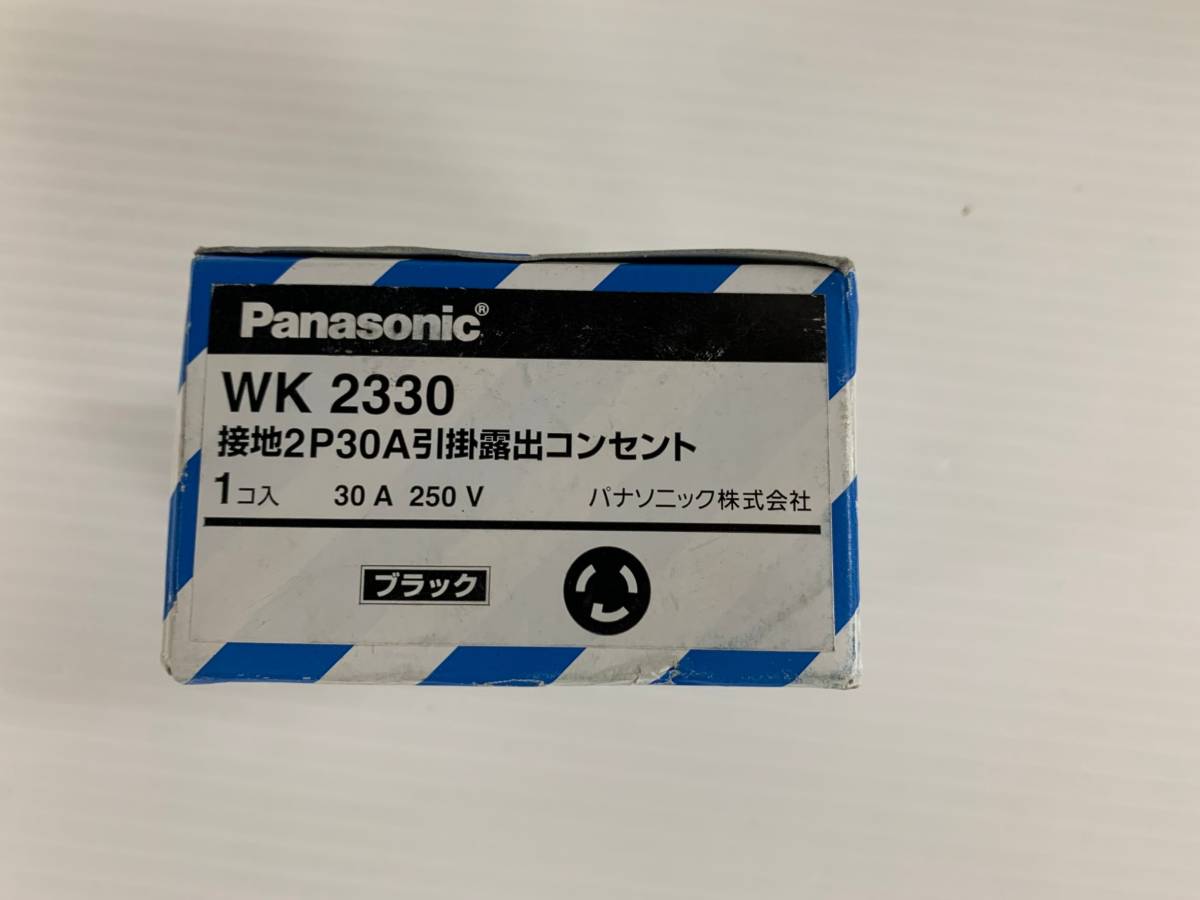 Panasonic®
WK 2330
接地2P30A引掛露出コンセント
1コ入 30 A 250 V パナソニック株式会社
ブラック